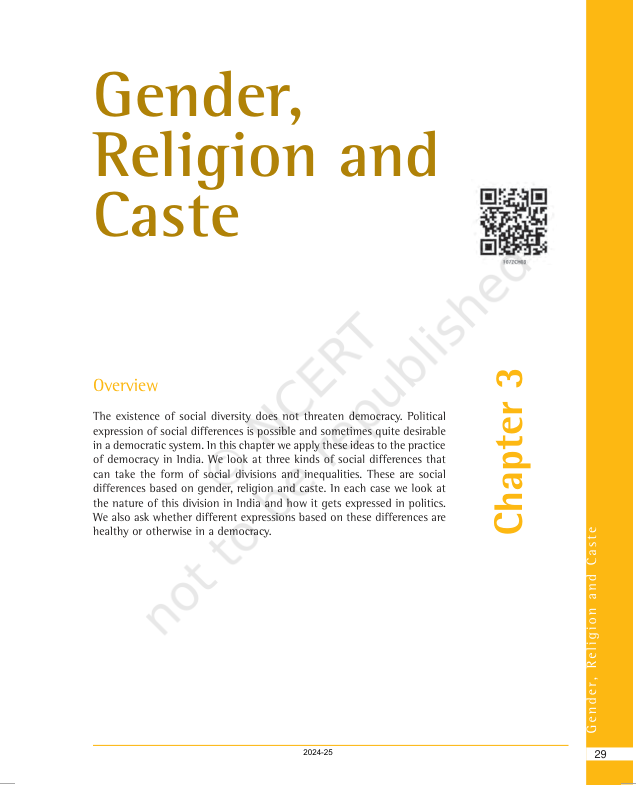 Gender,
Religion and
Caste
1072CH03
Overview
The existence of social diversity does not threaten democracy. Political
expression of social differences is possible and sometimes quite desirable
in a democratic system. In this chapter we apply these ideas to the practice
of democracy in India. We look at three kinds of social differences that
can take the form of social divisions and inequalities. These are social
differences based on gender, religion and caste. In each case we look at
the nature of this division in India and how it gets expressed in politics.
We also ask whether different expressions based on these differences are
healthy or otherwise in a democracy.
Chapter 3
© NCERT
not to be republished
Gender, Religion and Caste
29
2024-25